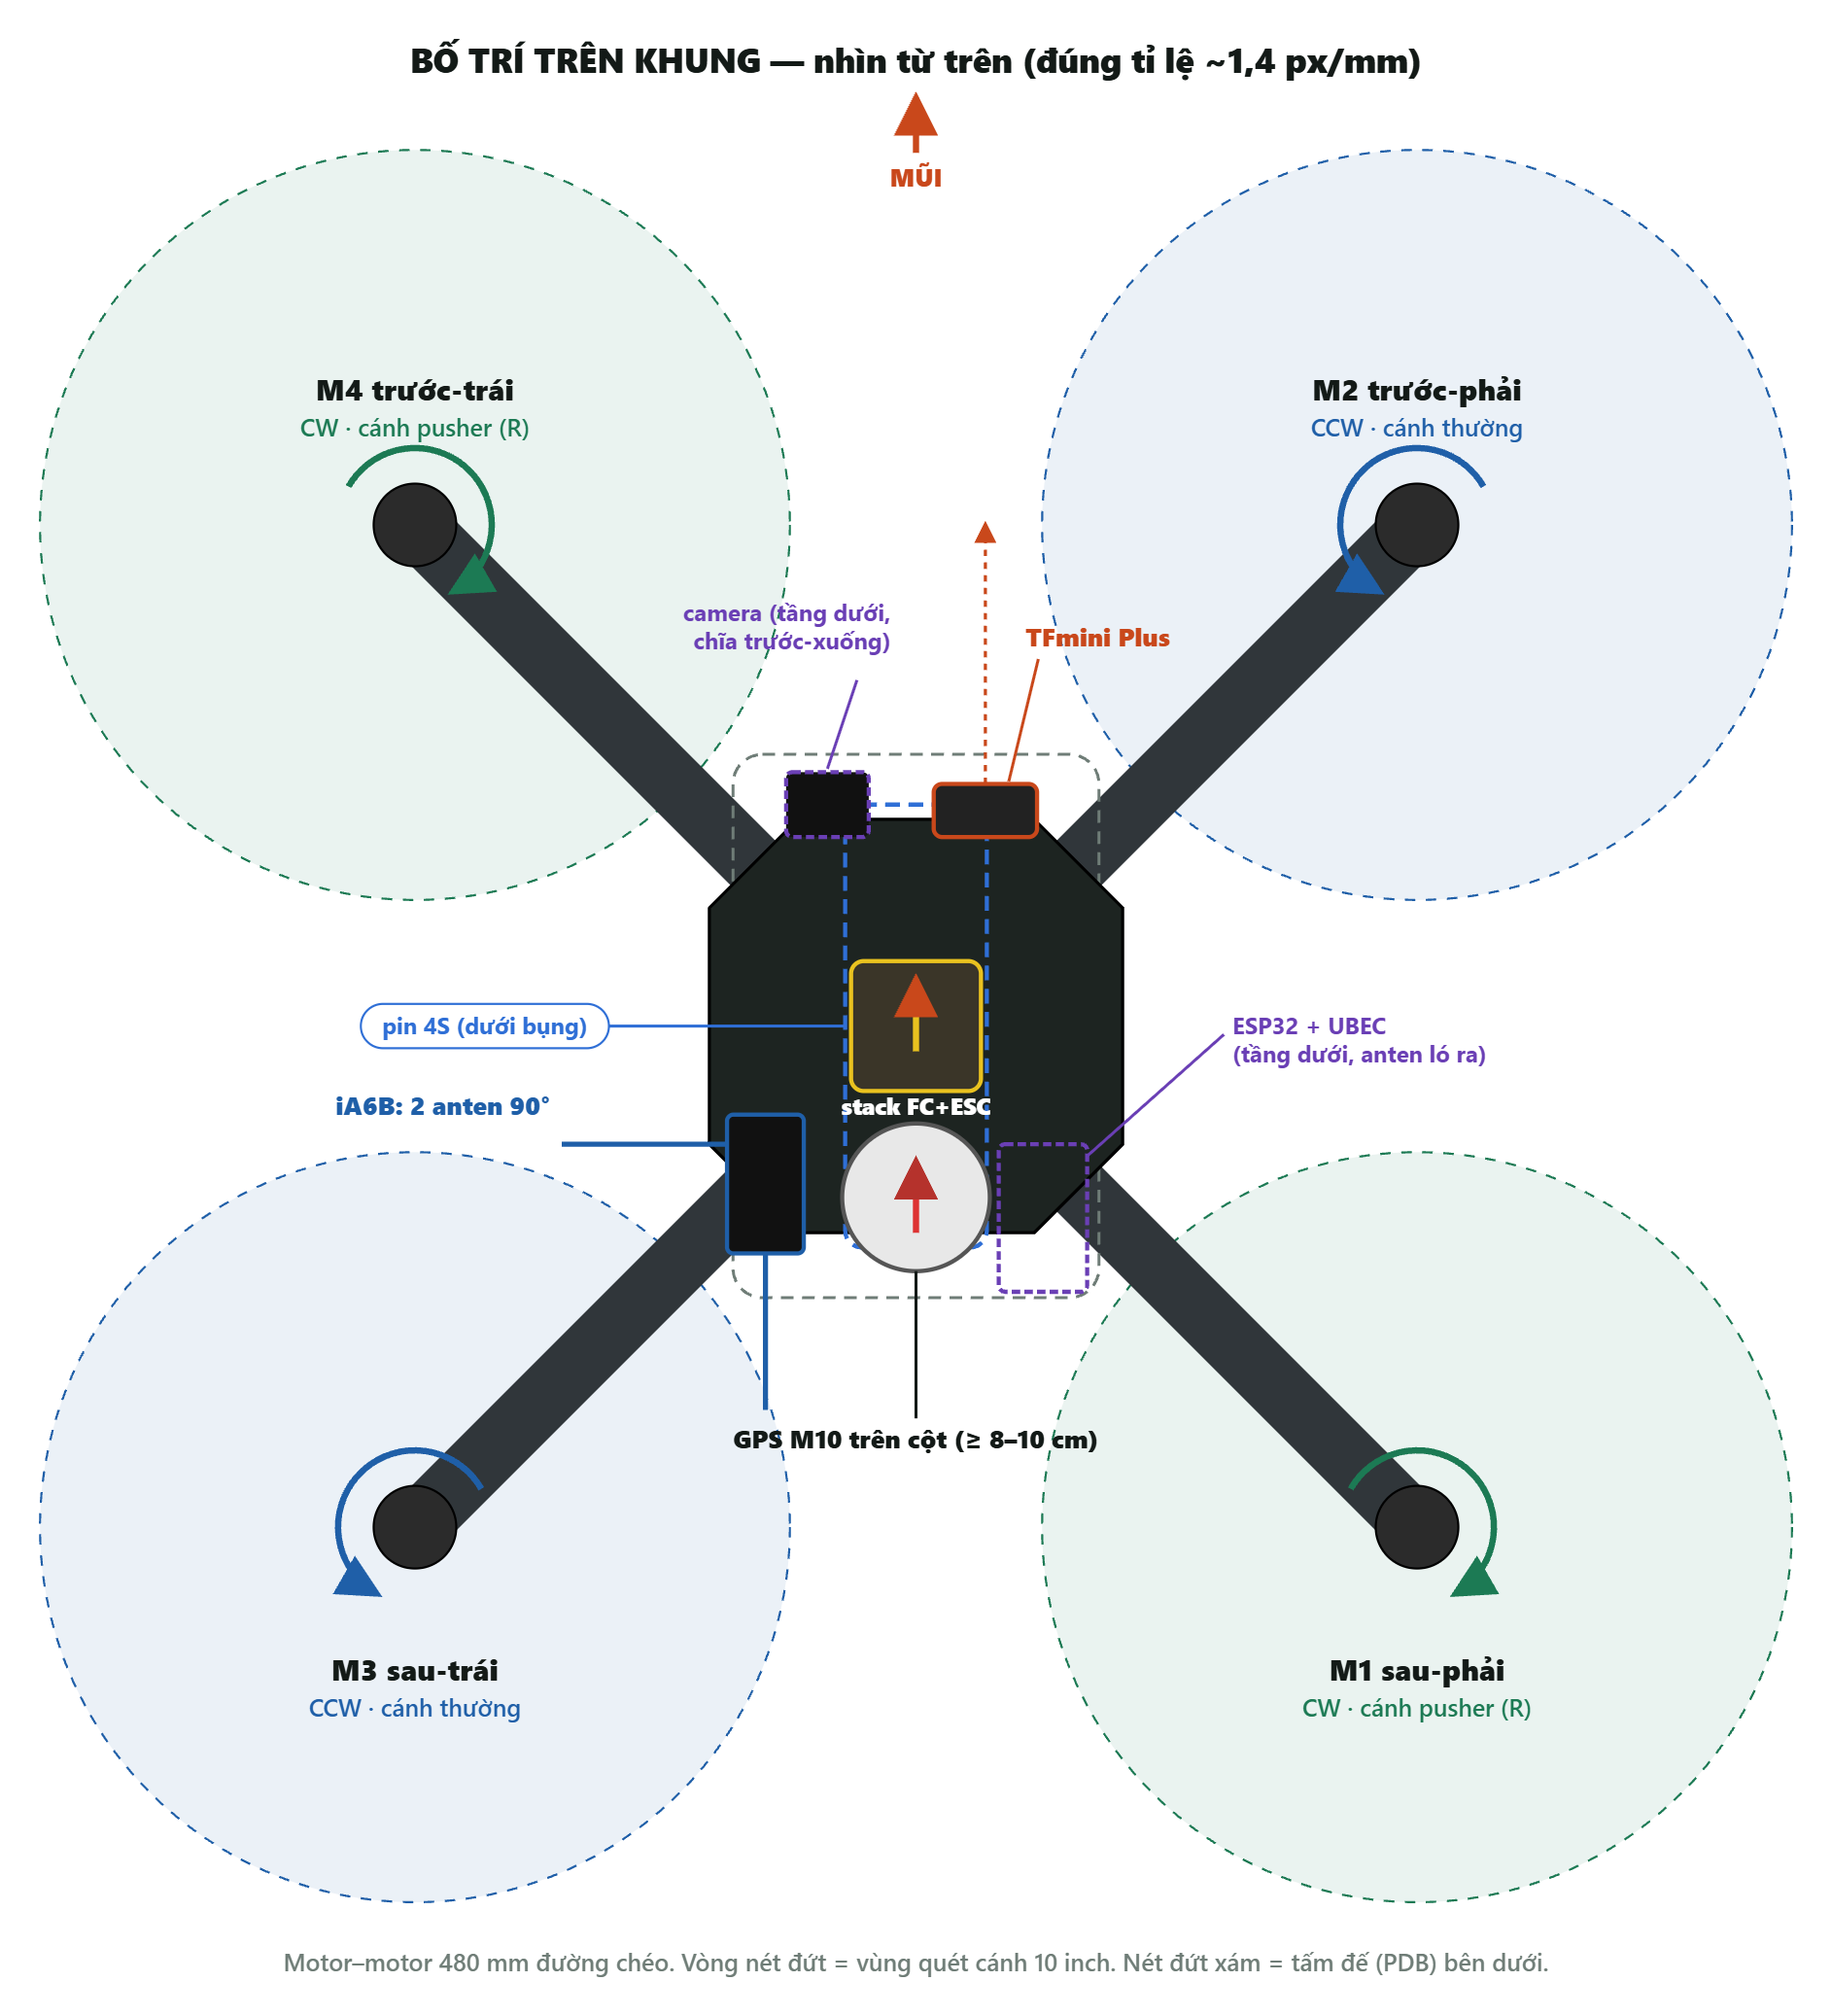 BỐ TRÍ TRÊN KHUNG — nhìn từ trên (đúng tỉ lệ ~1,4 px/mm)
MŨI
M4 trước-trái
CW · cánh pusher (R)
M2 trước-phải
CCW · cánh thường
camera (tầng dưới,
chĩa trước-xuống)
TFmini Plus
pin 4S (dưới bụng)
ESP32 + UBEC
(tầng dưới, anten ló ra)
iA6B: 2 anten 90°
stack FC+ESC
GPS M10 trên cột (≥ 8–10 cm)
M3 sau-trái
CCW · cánh thường
M1 sau-phải
CW · cánh pusher (R)
Motor–motor 480 mm đường chéo. Vòng nét đứt = vùng quét cánh 10 inch. Nét đứt xám = tấm đế (PDB) bên dưới.